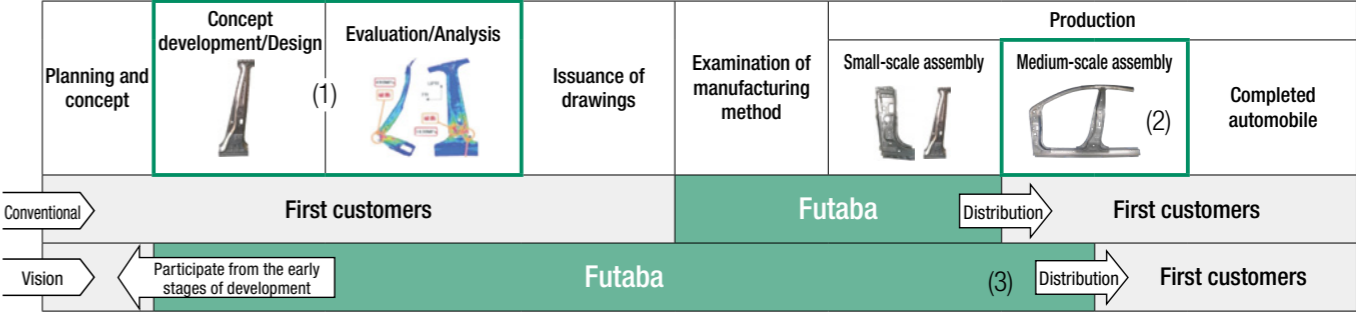 Planning and
concept
Concept
development/Design
(1)
Evaluation/Analysis
Issuance of
drawings
Examination of
manufacturing
method
Production
Small-scale assembly
Medium-scale assembly
(2)
Completed
automobile
Conventional
First customers
Futaba
Distribution
First customers
Vision
Participate from the early
stages of development
Futaba
(3)
Distribution
First customers